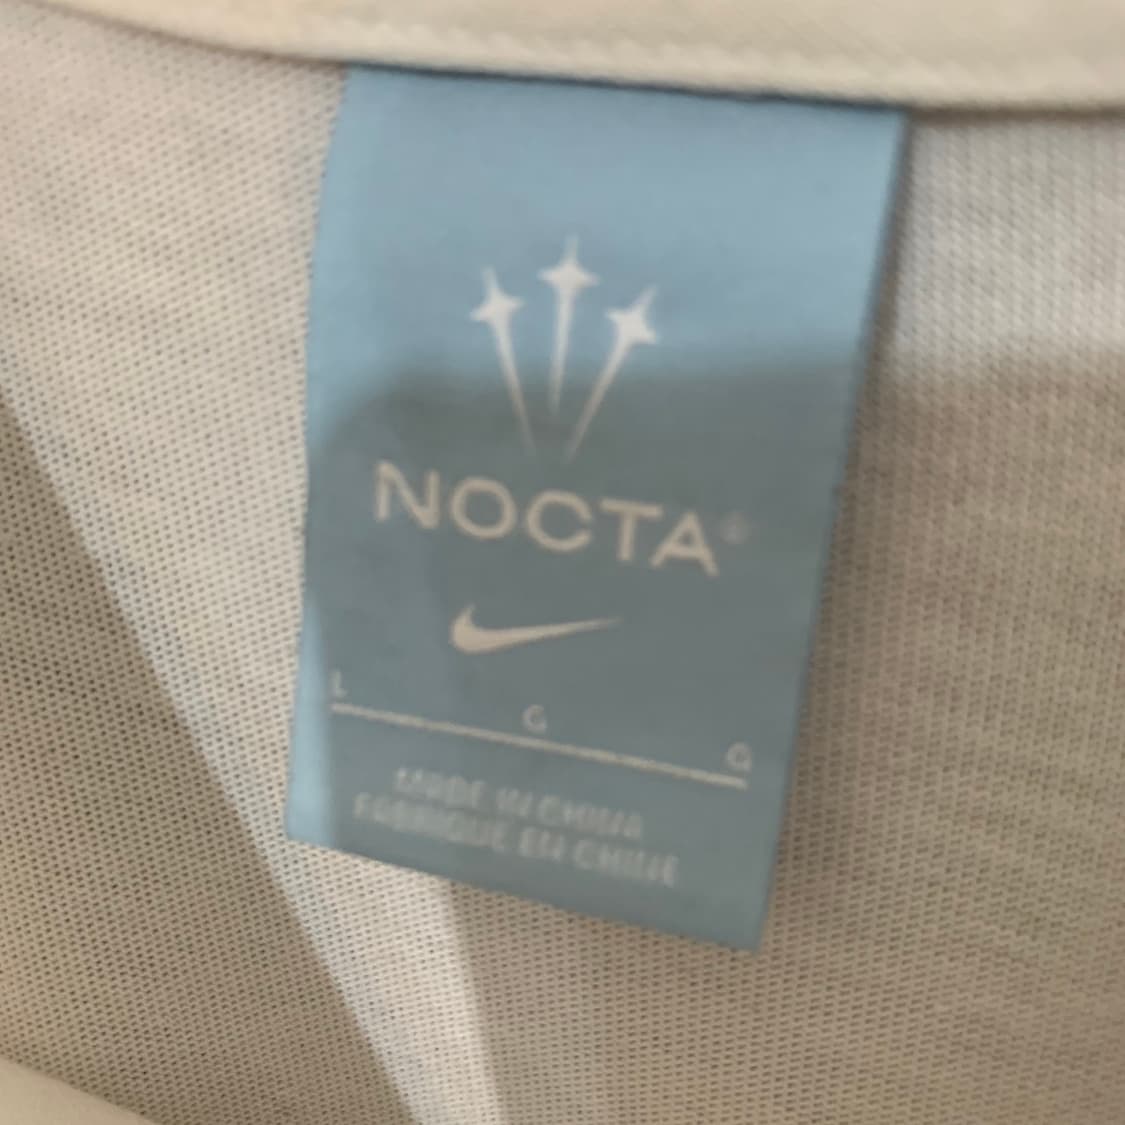 NOCTA®
L G G
MADE IN CHINA
FABRIQUE EN CHINE